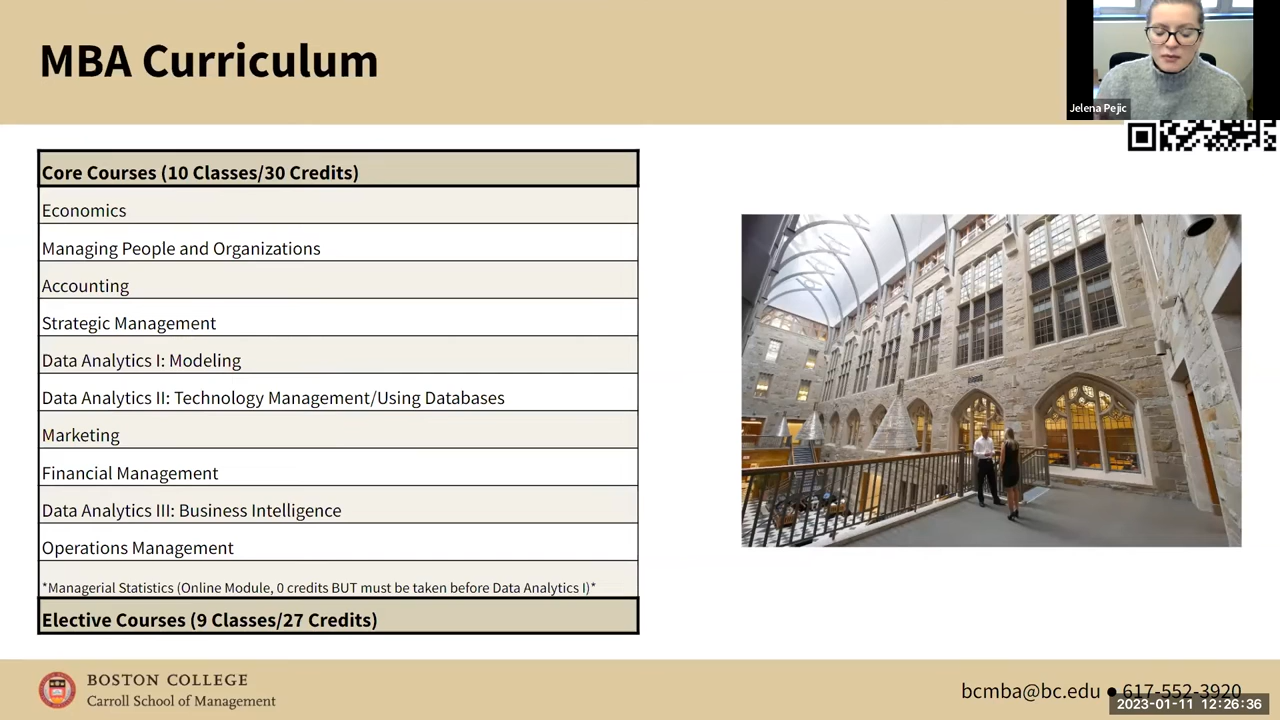 MBA Curriculum
Jelena Pejic
Core Courses (10 Classes/30 Credits)
Economics
Managing People and Organizations
Accounting
Strategic Management
Data Analytics I: Modeling
Data Analytics II: Technology Management/Using Databases
Marketing
Financial Management
Data Analytics III: Business Intelligence
Operations Management
*Managerial Statistics (Online Module, 0 credits BUT must be taken before Data Analytics I)*
Elective Courses (9 Classes/27 Credits)
BOSTON COLLEGE
Carroll School of Management
bcmba@bc.edu ● 617-552-3920
2023-01-11 12:26:36